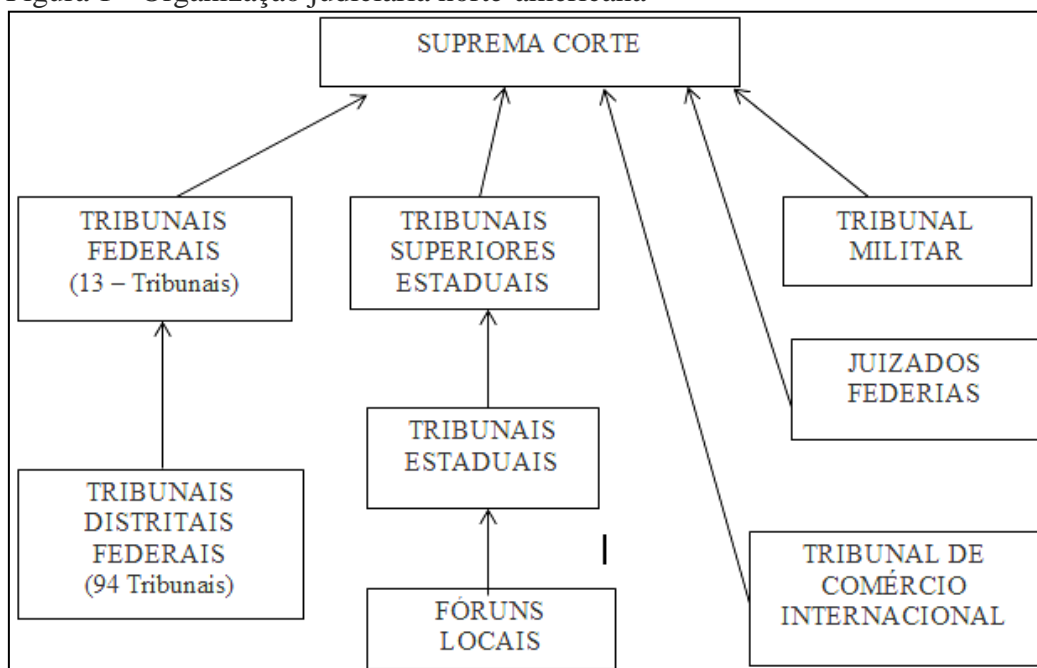 Figura 1 - Organização judiciária norte-americana
SUPREMA CORTE
TRIBUNAIS
FEDERAIS
(13 – Tribunais)
TRIBUNAIS
SUPERIORES
ESTADUAIS
TRIBUNAL
MILITAR
JUIZADOS
FEDERIAS
TRIBUNAIS
ESTADUAIS
TRIBUNAIS
DISTRITAIS
FEDERAIS
(94 Tribunais)
TRIBUNAL DE
COMÉRCIO
INTERNACIONAL
FÓRUNS
LOCAIS